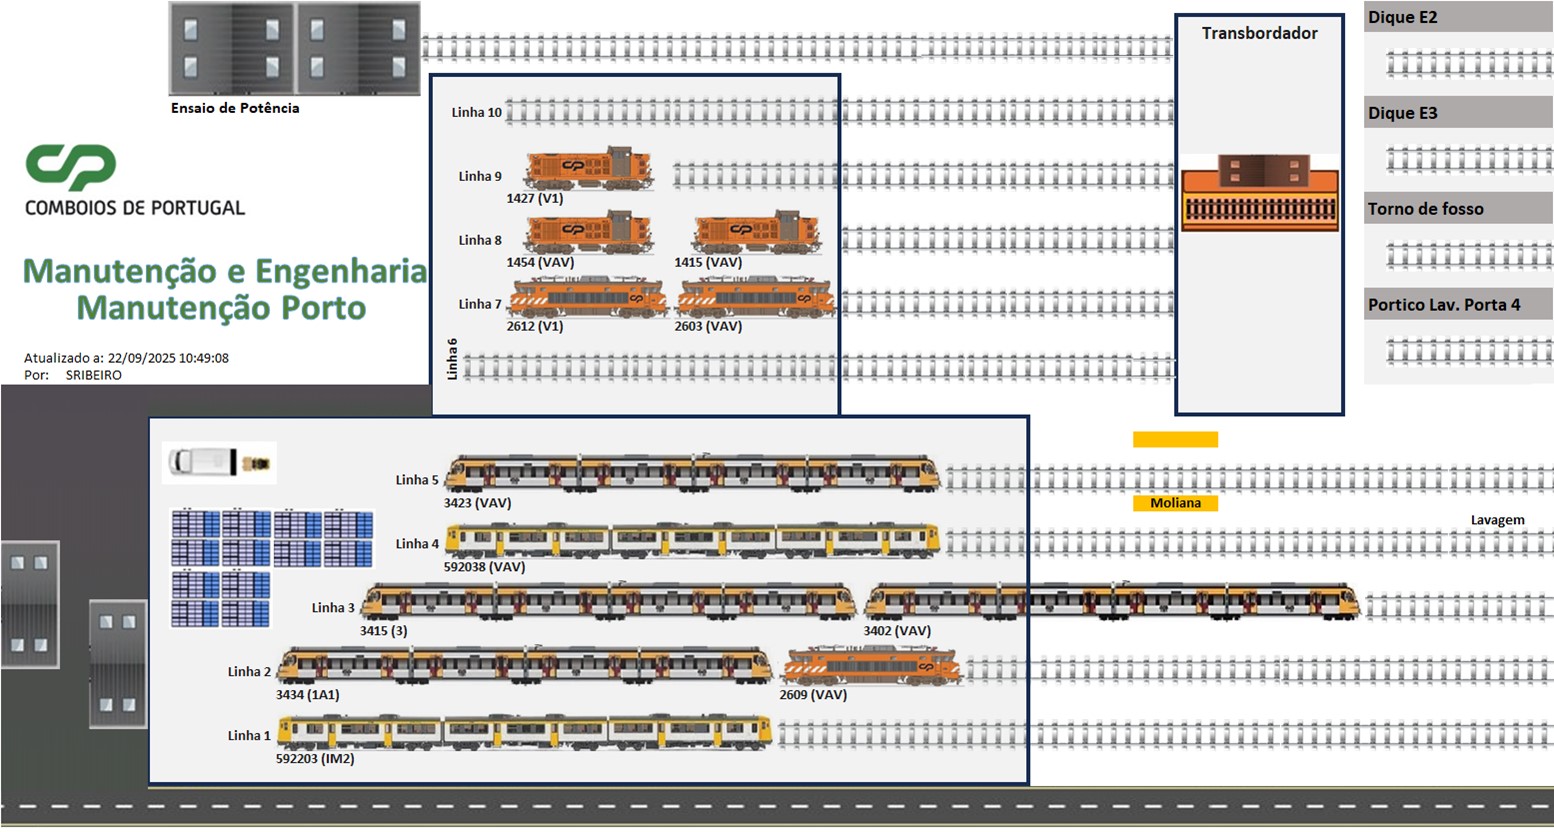 Ensaio de Potência
COMBOIOS DE PORTUGAL
Manutenção e Engenharia
Manutenção Porto
Atualizado a: 22/09/2025 10:49:08
Por: SRIBEIRO
Linha 10
Linha 9
1427 (V1)
Linha 8
1454 (VAV)
1415 (VAV)
Linha 7
2612 (V1)
2603 (VAV)
Linha 6
Transbordador
Dique E2
Dique E3
Torno de fosso
Portico Lav. Porta 4
Linha 5
3423 (VAV)
Moliana
Lavagem
Linha 4
592038 (VAV)
Linha 3
3415 (3)
3402 (VAV)
Linha 2
3434 (1A1)
2609 (VAV)
Linha 1
592203 (IM2)